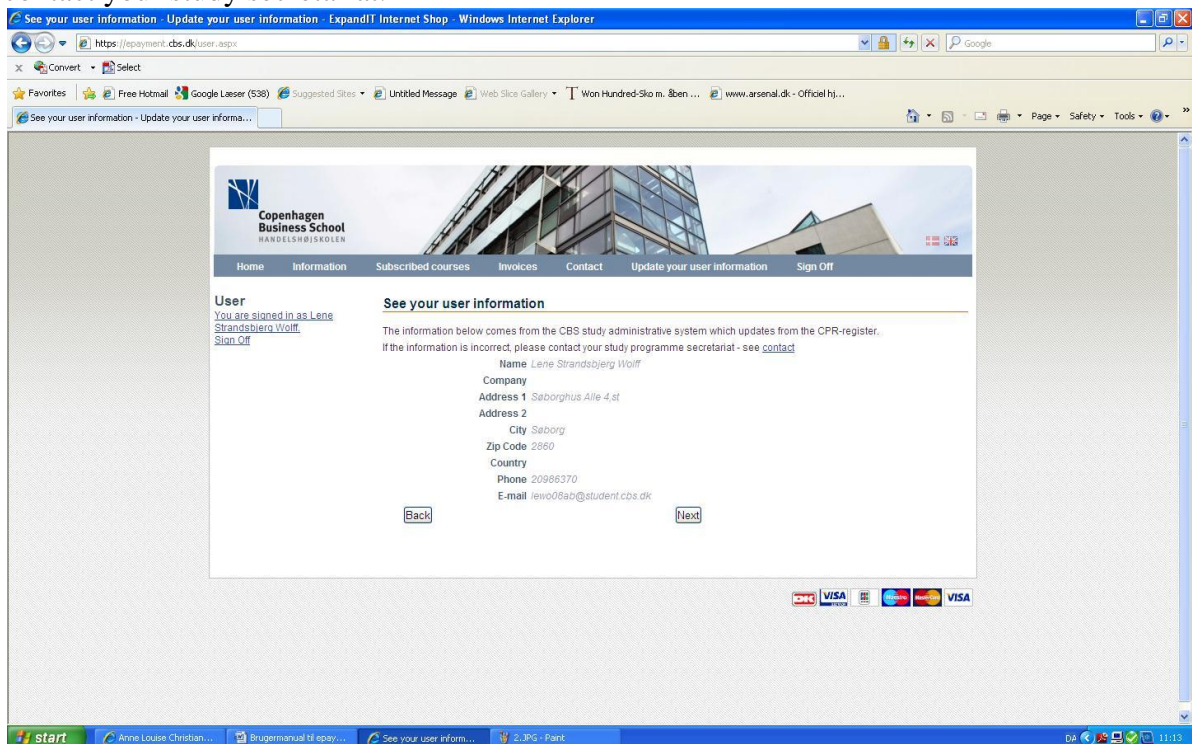 See your user information - Update your user information - ExpandIT Internet Shop - Windows Internet Explorer
https://epayment.cbs.dk/user.aspx
Google
x Convert Select
Favorites Free Hotmail Google Læser (538) Suggested Sites Untitled Message Web Slice Gallery Won Hundred-Sko m. åben ... www.arsenal.dk - Officiel hj...
See your user information - Update your user informa...
Page Safety Tools
Copenhagen
Business School
HANDELSHØJSKOLEN
Home Information Subscribed courses Invoices Contact Update your user information Sign Off
User
You are signed in as Lene
Strandsbjerg Wolff.
Sign Off
See your user information
The information below comes from the CBS study administrative system which updates from the CPR-register.
If the information is incorrect, please contact your study programme secretariat - see contact
Name Lene Strandsbjerg Wolff
Company
Address 1 Søborghus Alle 4,st
Address 2
City Søborg
Zip Code 2860
Country
Phone 20986370
E-mail lewo08ab@student.cbs.dk
Back Next
DK VISA Maestro MasterCard VISA
start Anne Louise Christian... Brugermanual til epay... See your user inform... 2.JPG - Paint DA 11:13